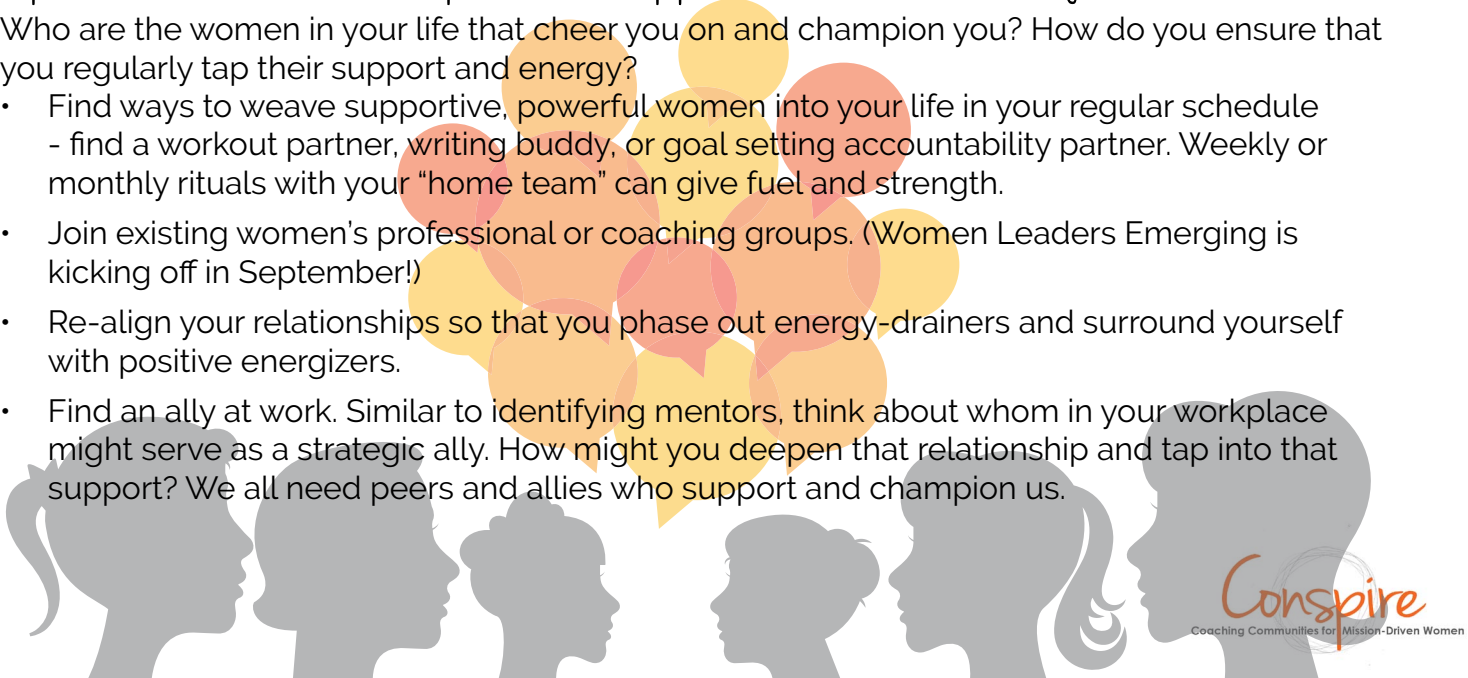 Who are the women in your life that cheer you on and champion you? How do you ensure that
you regularly tap their support and energy?
• Find ways to weave supportive, powerful women into your life in your regular schedule
- find a workout partner, writing buddy, or goal setting accountability partner. Weekly or
monthly rituals with your “home team” can give fuel and strength.
• Join existing women’s professional or coaching groups. (Women Leaders Emerging is
kicking off in September!)
• Re-align your relationships so that you phase out energy-drainers and surround yourself
with positive energizers.
• Find an ally at work. Similar to identifying mentors, think about whom in your workplace
might serve as a strategic ally. How might you deepen that relationship and tap into that
support? We all need peers and allies who support and champion us.
Conspire
Coaching Communities for Mission-Driven Women